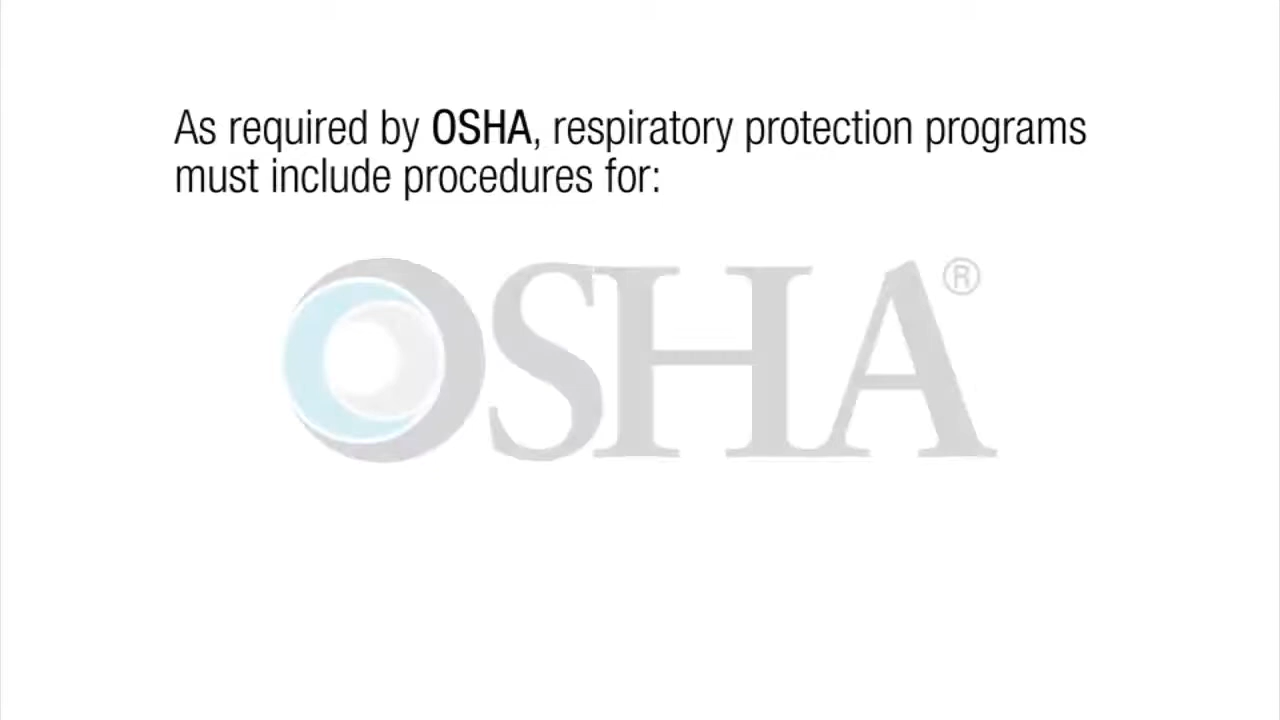 As required by OSHA, respiratory protection programs
must include procedures for:
OSHA®